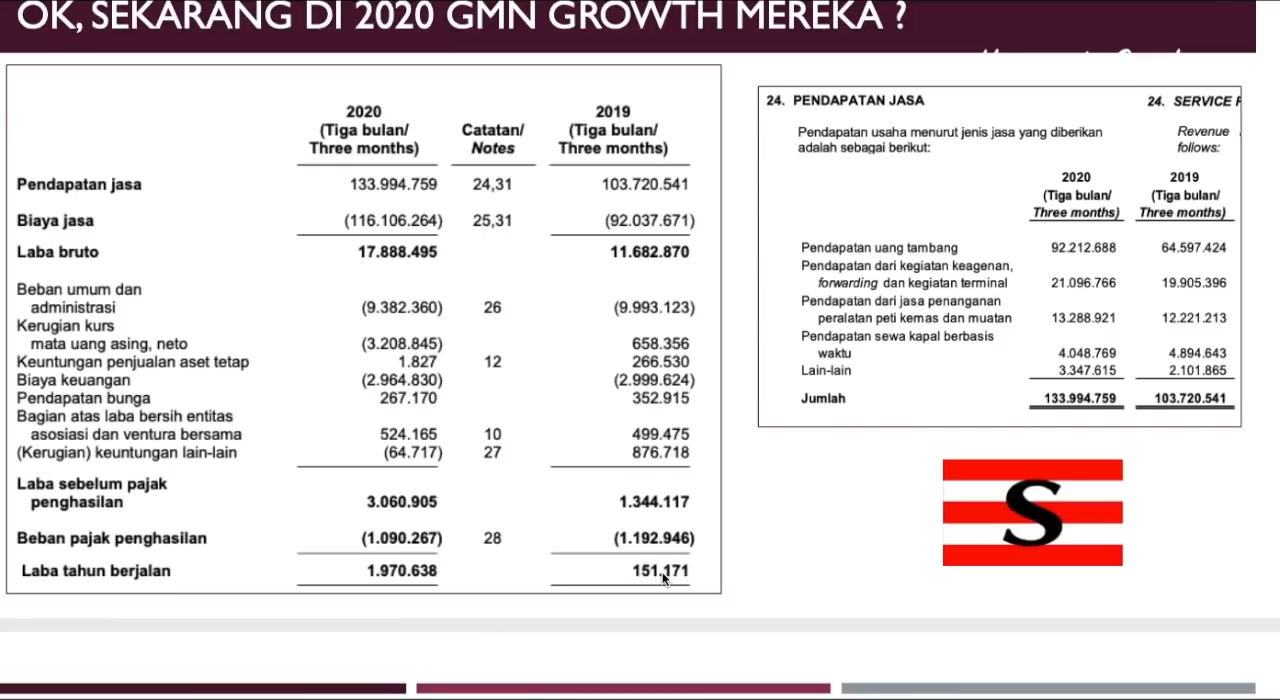 OK, SEKARANG DI 2020 GMN GROWTH MEREKA ?
2020 2019
(Tiga bulan/ Catatan/ (Tiga bulan/
Three months) Notes Three months)
Pendapatan jasa 133.994.759 24,31 103.720.541
Biaya jasa (116.106.264) 25,31 (92.037.671)
Laba bruto 17.888.495 11.682.870
Beban umum dan
administrasi (9.382.360) 26 (9.993.123)
Kerugian kurs
mata uang asing, neto (3.208.845) 658.356
Keuntungan penjualan aset tetap 1.827 12 266.530
Biaya keuangan (2.964.830) (2.999.624)
Pendapatan bunga 267.170 352.915
Bagian atas laba bersih entitas
asosiasi dan ventura bersama 524.165 10 499.475
(Kerugian) keuntungan lain-lain (64.717) 27 876.718
Laba sebelum pajak
penghasilan 3.060.905 1.344.117
Beban pajak penghasilan (1.090.267) 28 (1.192.946)
Laba tahun berjalan 1.970.638 151.171
24. PENDAPATAN JASA 24. SERVICE
Pendapatan usaha menurut jenis jasa yang diberikan Revenue
adalah sebagai berikut: follows:
2020 2019
(Tiga bulan/ (Tiga bulan/
Three months) Three months)
Pendapatan uang tambang 92.212.688 64.597.424
Pendapatan dari kegiatan keagenan,
forwarding dan kegiatan terminal 21.096.766 19.905.396
Pendapatan dari jasa penanganan
peralatan peti kemas dan muatan 13.288.921 12.221.213
Pendapatan sewa kapal berbasis
waktu 4.048.769 4.894.643
Lain-lain 3.347.615 2.101.865
Jumlah 133.994.759 103.720.541
S